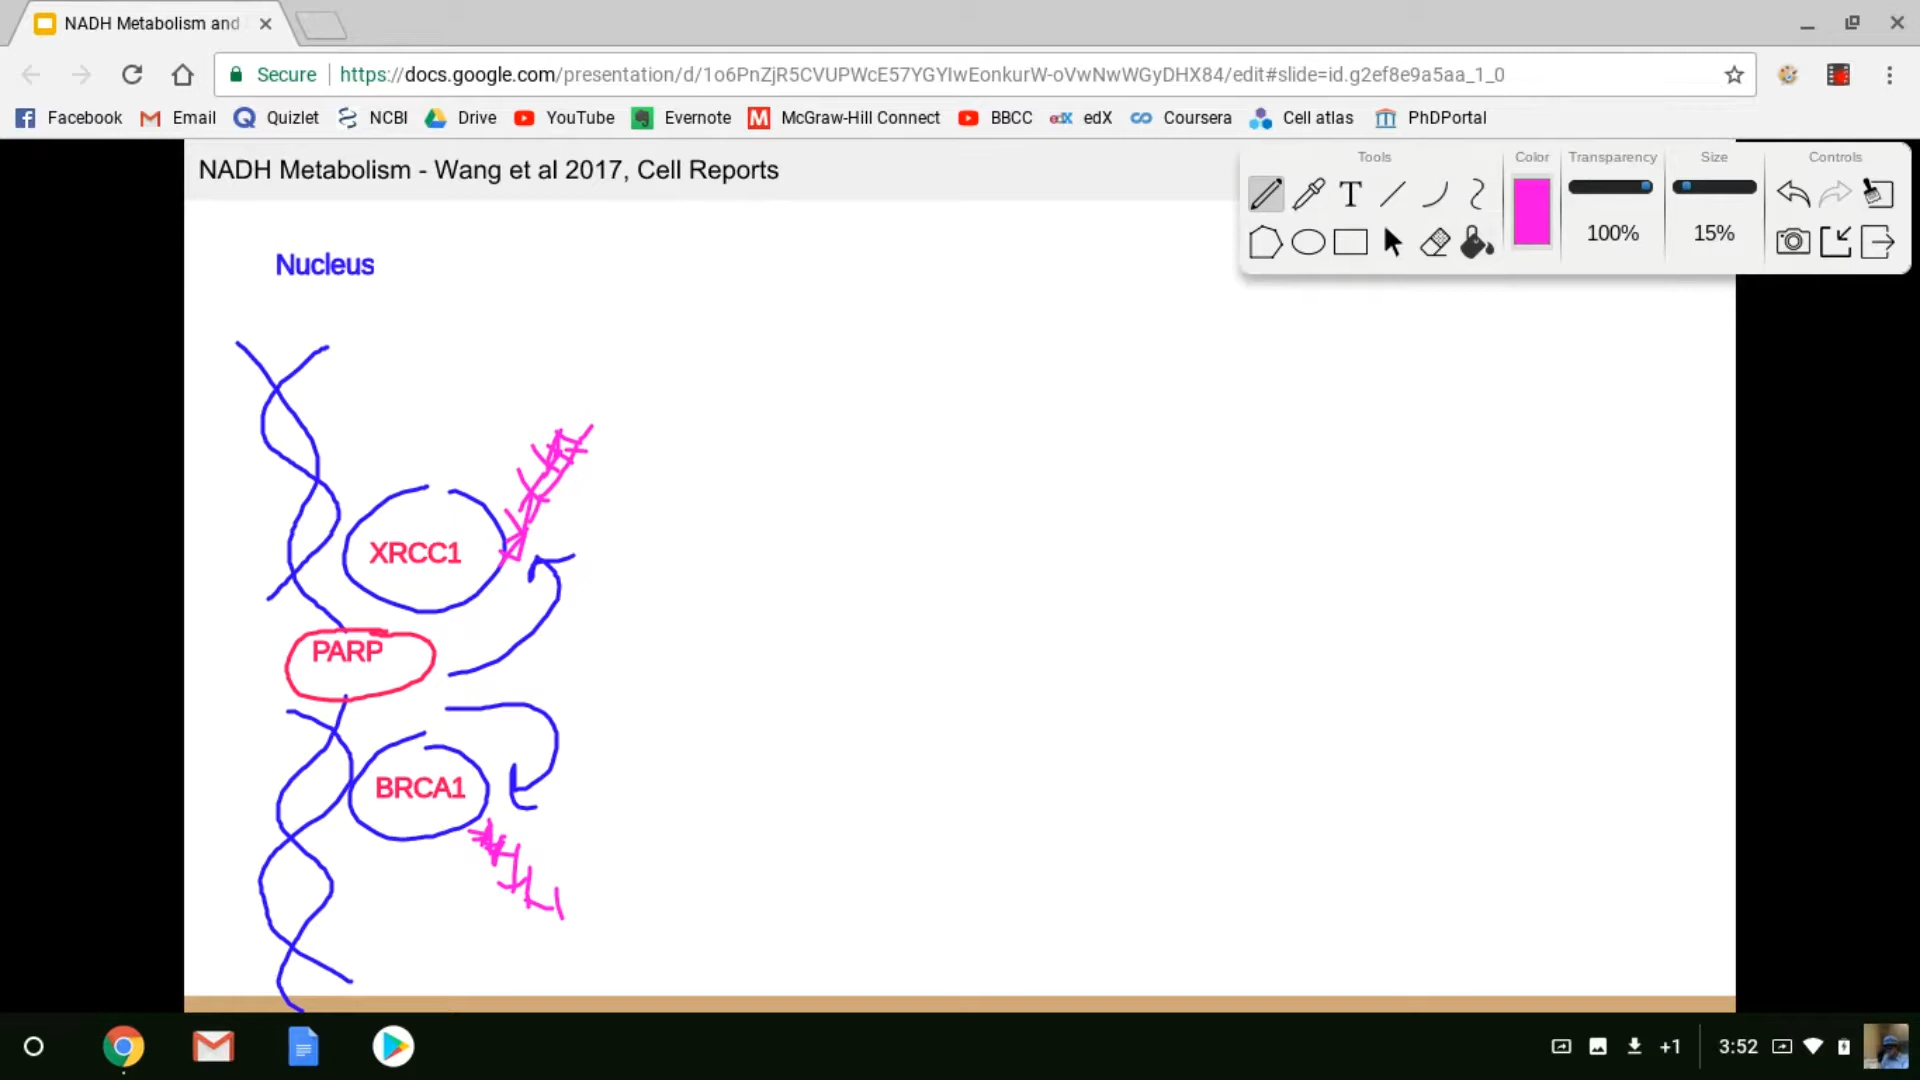 NADH Metabolism and
Secure https://docs.google.com/presentation/d/1o6PnZjR5CVUPWcE57YGYIwEonkurW-oVwNwWGyDHX84/edit#slide=id.g2ef8e9a5aa_1_0
Facebook Email Quizlet NCBI Drive YouTube Evernote McGraw-Hill Connect BBCC edX Coursera Cell atlas PhDPortal
NADH Metabolism - Wang et al 2017, Cell Reports
Tools Color Transparency Size Controls
100% 15%
Nucleus
XRCC1
PARP
BRCA1
+1 3:52